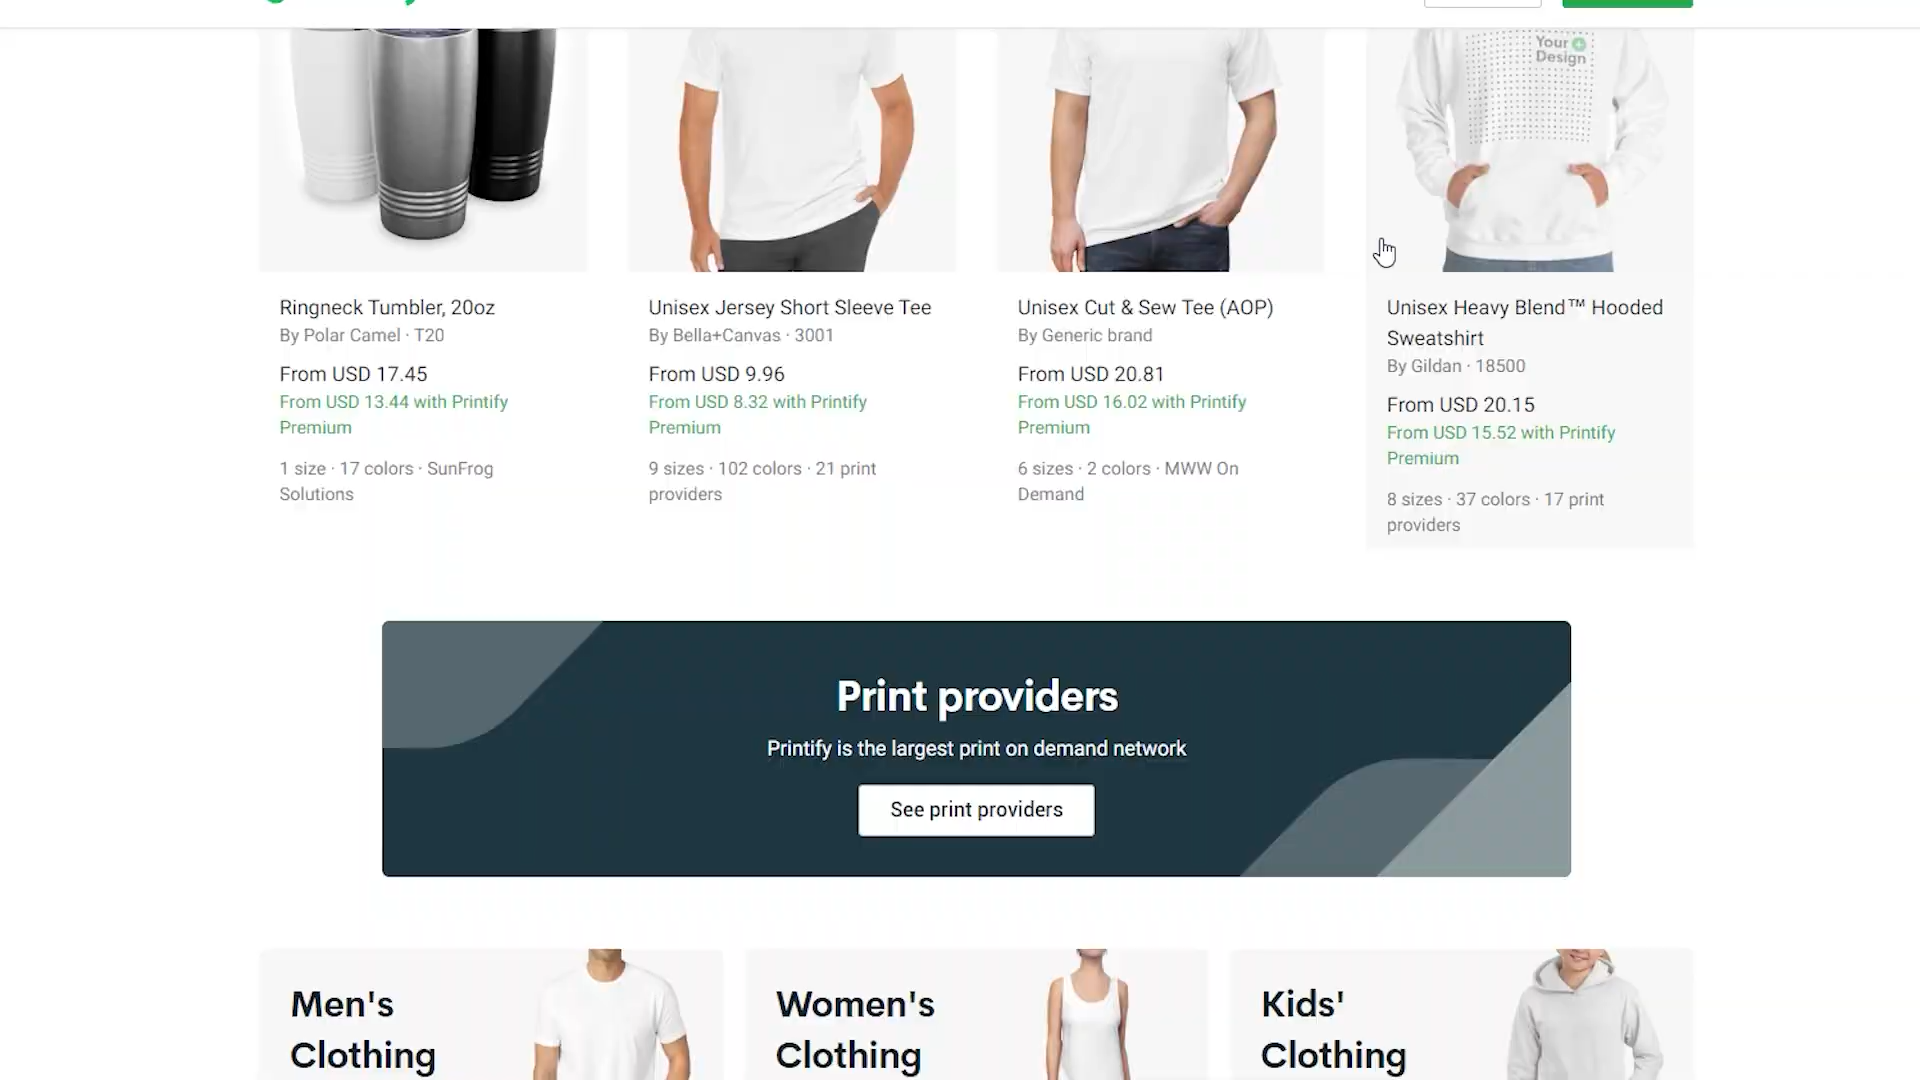 Your
Design
Ringneck Tumbler, 20oz
By Polar Camel · T20
From USD 17.45
From USD 13.44 with Printify
Premium
1 size · 17 colors · SunFrog
Solutions
Unisex Jersey Short Sleeve Tee
By Bella+Canvas · 3001
From USD 9.96
From USD 8.32 with Printify
Premium
9 sizes · 102 colors · 21 print
providers
Unisex Cut & Sew Tee (AOP)
By Generic brand
From USD 20.81
From USD 16.02 with Printify
Premium
6 sizes · 2 colors · MWW On
Demand
Unisex Heavy Blend™ Hooded
Sweatshirt
By Gildan · 18500
From USD 20.15
From USD 15.52 with Printify
Premium
8 sizes · 37 colors · 17 print
providers
Print providers
Printify is the largest print on demand network
See print providers
Men's
Clothing
Women's
Clothing
Kids'
Clothing